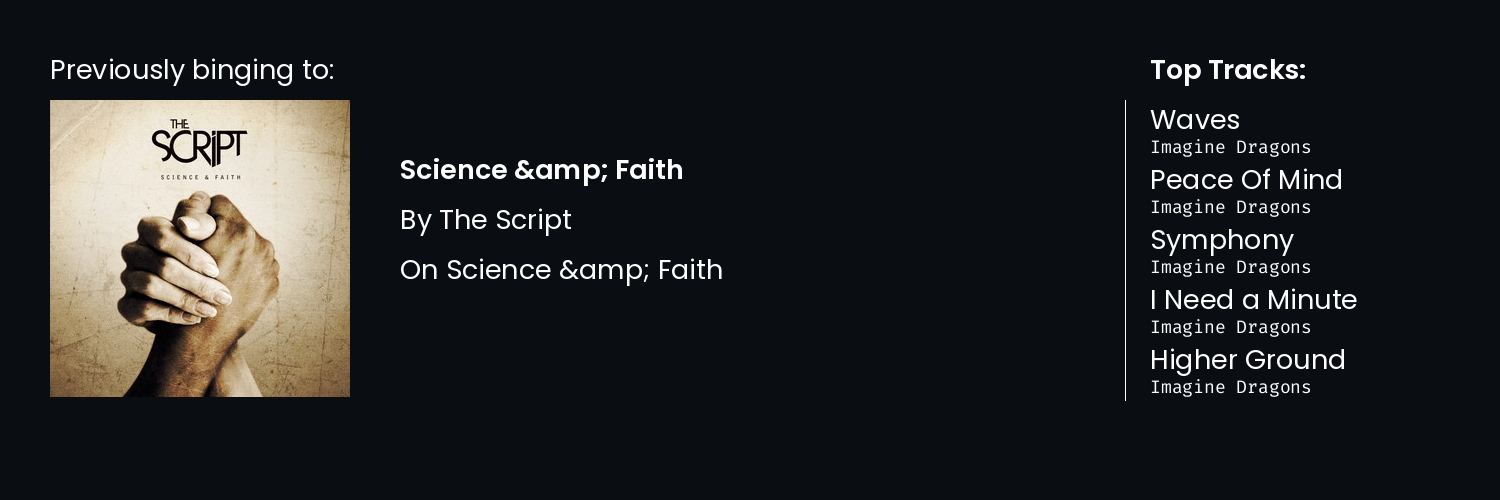 Previously binging to:
THE
SCRIPT
SCIENCE & FAITH
Science &amp; Faith
By The Script
On Science &amp; Faith
Top Tracks:
Waves
Imagine Dragons
Peace Of Mind
Imagine Dragons
Symphony
Imagine Dragons
I Need a Minute
Imagine Dragons
Higher Ground
Imagine Dragons